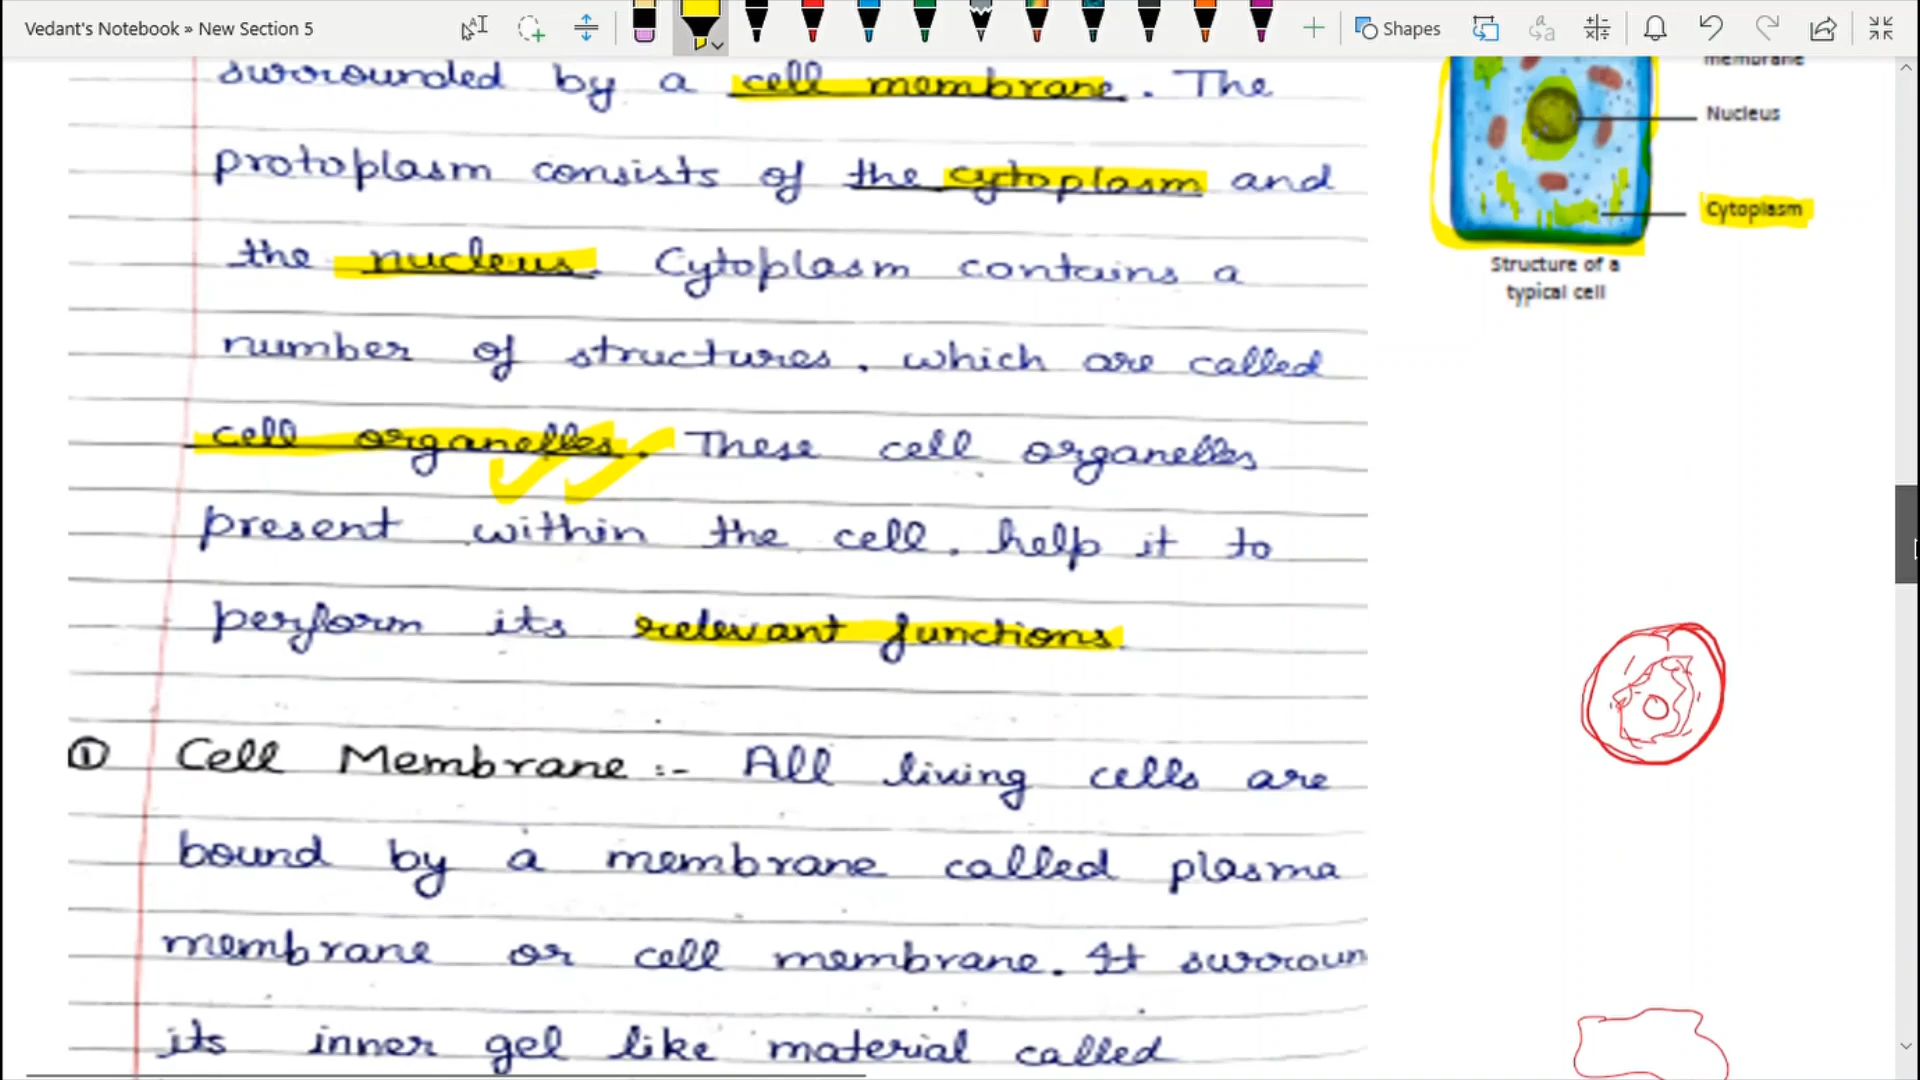 Vedant's Notebook » New Section 5
Shapes
surrounded by a cell membrane. The
protoplasm consists of the cytoplasm and
the nucleus. Cytoplasm contains a
number of structures. which are called
cell organelles. These cell organelles
present within the cell. help it to
perform its relevant functions.
① Cell Membrane :- All living cells are
bound by a membrane called plasma
membrane or cell membrane. It surroun
its inner gel like material called
membrane
Nucleus
Cytoplasm
Structure of a
typical cell